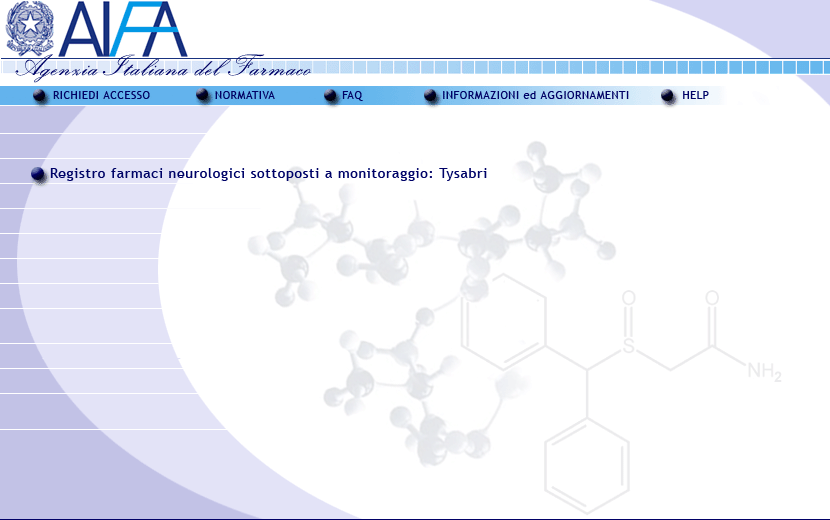 AIFA
Agenzia Italiana del Farmaco
RICHIEDI ACCESSO NORMATIVA FAQ INFORMAZIONI ed AGGIORNAMENTI HELP
Registro farmaci neurologici sottoposti a monitoraggio: Tysabri
O O
S
NH2